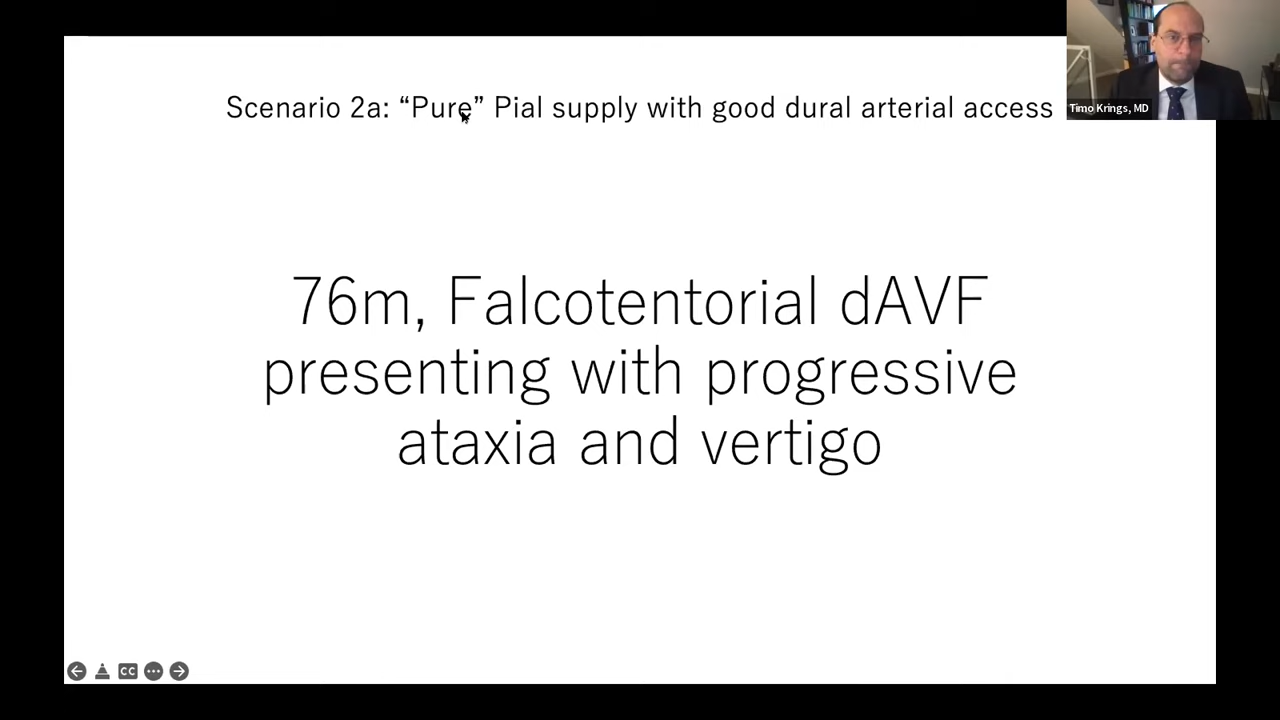 Scenario 2a: “Pure” Pial supply with good dural arterial access
Timo Krings, MD
76m, Falcotentorial dAVF
presenting with progressive
ataxia and vertigo
CC